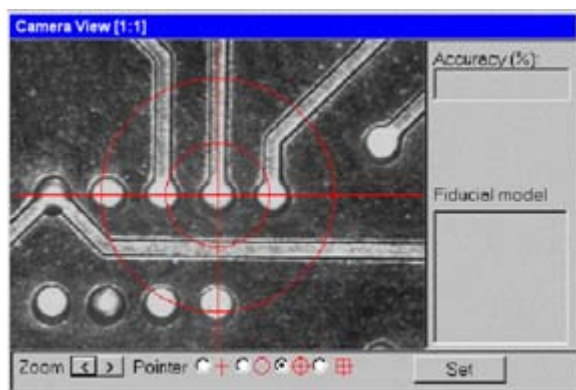 Camera View [1:1]
Accuracy (%):
Fiducial model
Zoom < > Pointer Set